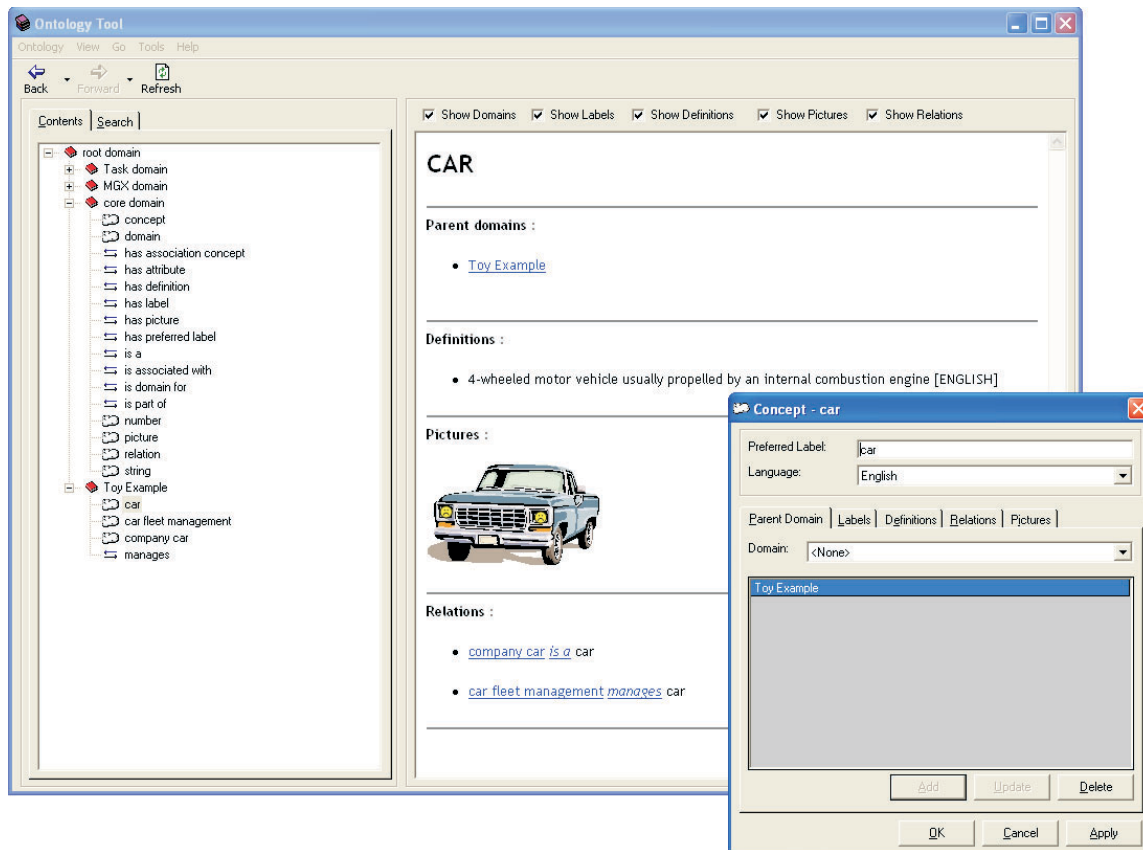 Ontology Tool
Ontology View Go Tools Help
Back Forward Refresh
Contents Search
root domain
Task domain
MGX domain
core domain
concept
domain
has association concept
has attribute
has definition
has label
has picture
has preferred label
is a
is associated with
is domain for
is part of
number
picture
relation
string
Toy Example
car
car fleet management
company car
manages
Show Domains Show Labels Show Definitions Show Pictures Show Relations
CAR
Parent domains :
• Toy Example
Definitions :
• 4-wheeled motor vehicle usually propelled by an internal combustion engine [ENGLISH]
Pictures :
Relations :
• company car is a car
• car fleet management manages car
Concept - car
Preferred Label: car
Language: English
Parent Domain Labels Definitions Relations Pictures
Domain: <None>
Toy Example
Add Update Delete
OK Cancel Apply